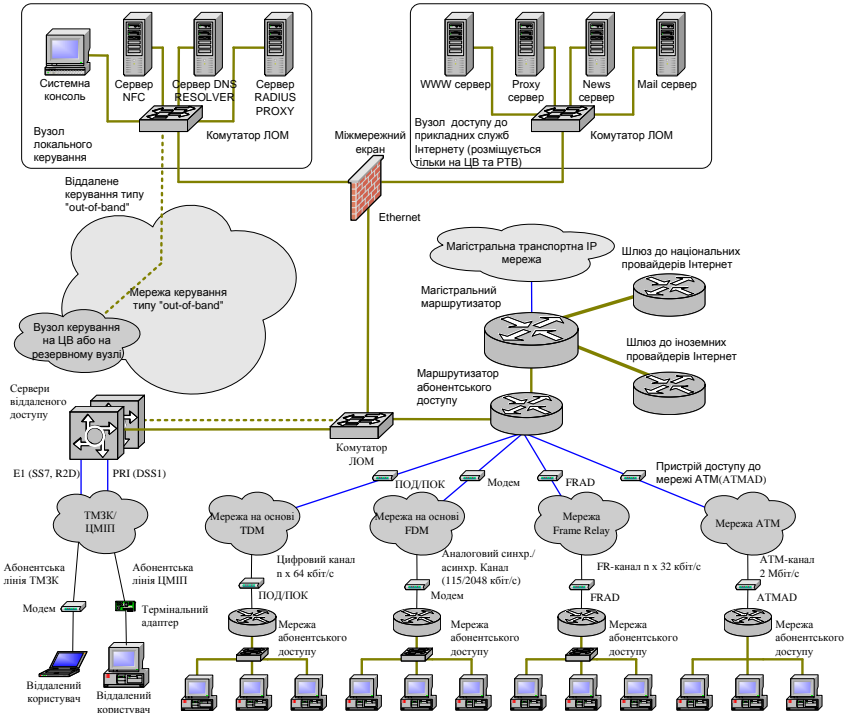 Системна
консоль
Сервер
NFC
Сервер DNS
RESOLVER
Сервер
RADIUS
PROXY
Вузол
локального
керування
Комутатор ЛОМ
WWW сервер
Proxy
сервер
News
сервер
Mail сервер
Вузол доступу до
прикладних служб
Інтернету (розміщується
тільки на ЦВ та РТВ)
Комутатор ЛОМ
Міжмережний
екран
Ethernet
Віддалене
керування типу
"out-of-band"
Мережа керування
типу "out-of-band"
Вузол керування
на ЦВ або на
резервному вузлі
Магістральна транспортна IP
мережа
Магістральний
маршрутизатор
Шлюз до національних
провайдерів Інтернет
Шлюз до іноземних
провайдерів Інтернет
Маршрутизатор
абонентського
доступу
Сервери
віддаленого
доступу
Комутатор
ЛОМ
E1 (SS7, R2D)
PRI (DSS1)
ПОД/ПОК
Модем
FRAD
Пристрій доступу до
мережі ATM(ATMAD)
ТМЗК/
ЦМІП
Мережа на основі
TDM
Мережа на основі
FDM
Мережа
Frame Relay
Мережа ATM
Абонентська
лінія ТМЗК
Абонентська
лінія ЦМІП
Цифровий канал
n x 64 кбіт/с
Аналоговий синхр./
асинхр. Канал
(115/2048 кбіт/с)
FR-канал n x 32 кбіт/с
ATM-канал
2 Мбіт/с
Модем
Термінальний
адаптер
ПОД/ПОК
Модем
FRAD
ATMAD
Мережа
абонентського
доступу
Мережа
абонентського
доступу
Мережа
абонентського
доступу
Мережа
абонентського
доступу
Віддалений
користувач
Віддалений
користувач